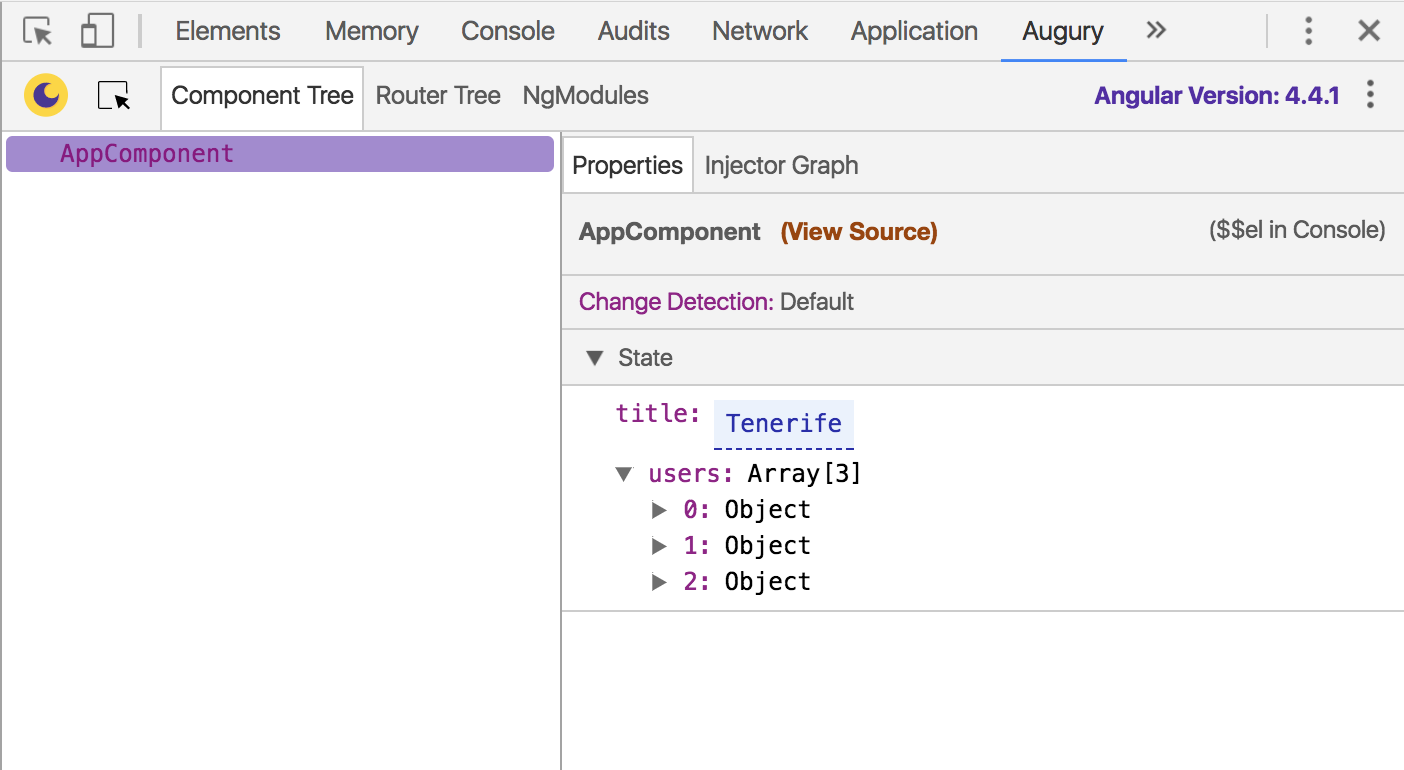 Elements Memory Console Audits Network Application Augury »
Component Tree Router Tree NgModules Angular Version: 4.4.1
AppComponent
Properties Injector Graph
AppComponent (View Source) ($$el in Console)
Change Detection: Default
State
title: Tenerife
users: Array[3]
0: Object
1: Object
2: Object